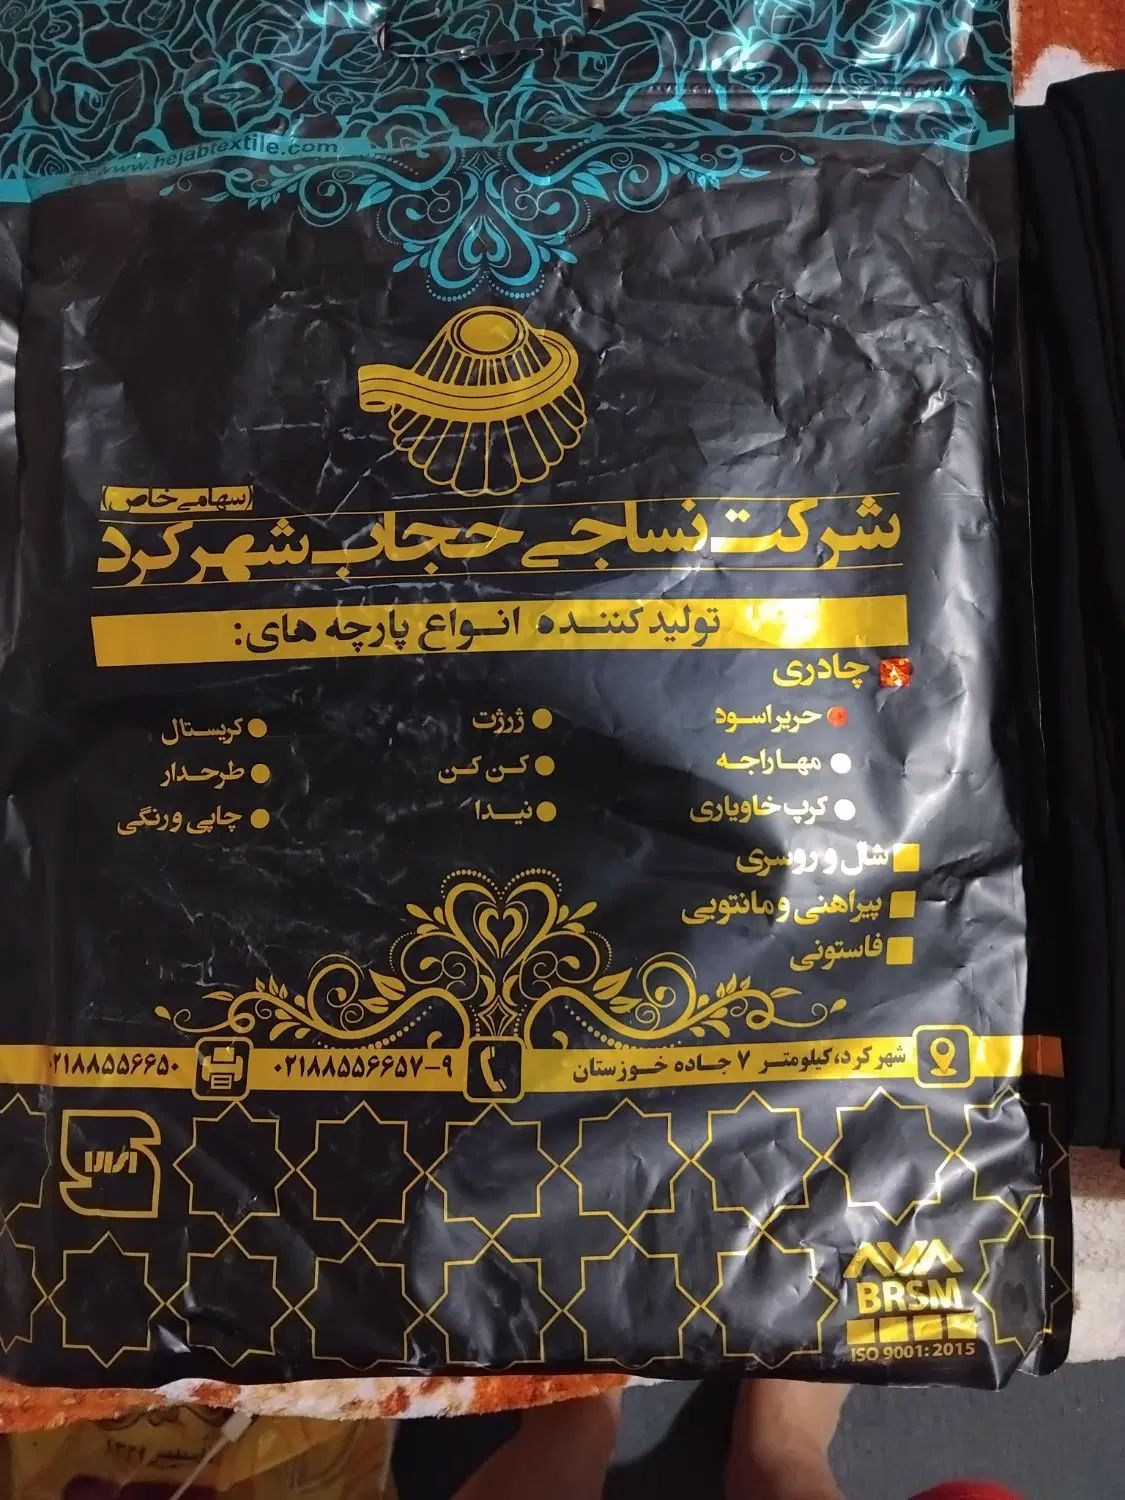 www.hejabtextile.com
(سهامی خاص)
شرکت نساجی حجاب شهرکرد
تولید کننده انواع پارچه های:
چادری
حریر اسود
ژرژت
کریستال
مهاراجه
کن کن
طرحدار
کرپ خاویاری
نیدا
چاپی و رنگی
شال و روسری
پیراهنی و مانتویی
فاستونی
شهر کرد، کیلومتر ۷ جاده خوزستان
۰۲۱۸۸۵۵۶۶۵۷-۹
۰۲۱۸۸۵۵۶۶۵۰
BRSM
ISO 9001:2015